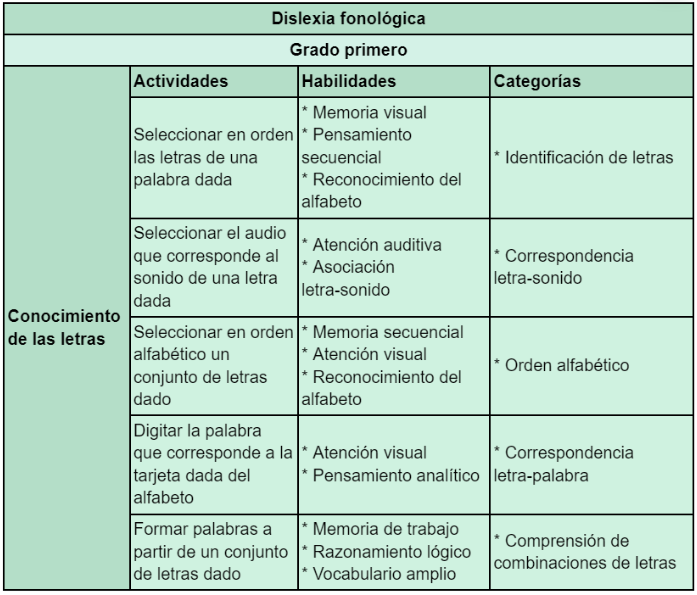 Dislexia fonológica
Grado primero
Conocimiento
de las letras
Actividades
Habilidades
Categorías
Seleccionar en orden
las letras de una
palabra dada
* Memoria visual
* Pensamiento
secuencial
* Reconocimiento del
alfabeto
* Identificación de letras
Seleccionar el audio
que corresponde al
sonido de una letra
dada
* Atención auditiva
* Asociación
letra-sonido
* Correspondencia
letra-sonido
Seleccionar en orden
alfabético un
conjunto de letras
dado
* Memoria secuencial
* Atención visual
* Reconocimiento del
alfabeto
* Orden alfabético
Digitar la palabra
que corresponde a la
tarjeta dada del
alfabeto
* Atención visual
* Pensamiento analítico
* Correspondencia
letra-palabra
Formar palabras a
partir de un conjunto
de letras dado
* Memoria de trabajo
* Razonamiento lógico
* Vocabulario amplio
* Comprensión de
combinaciones de letras